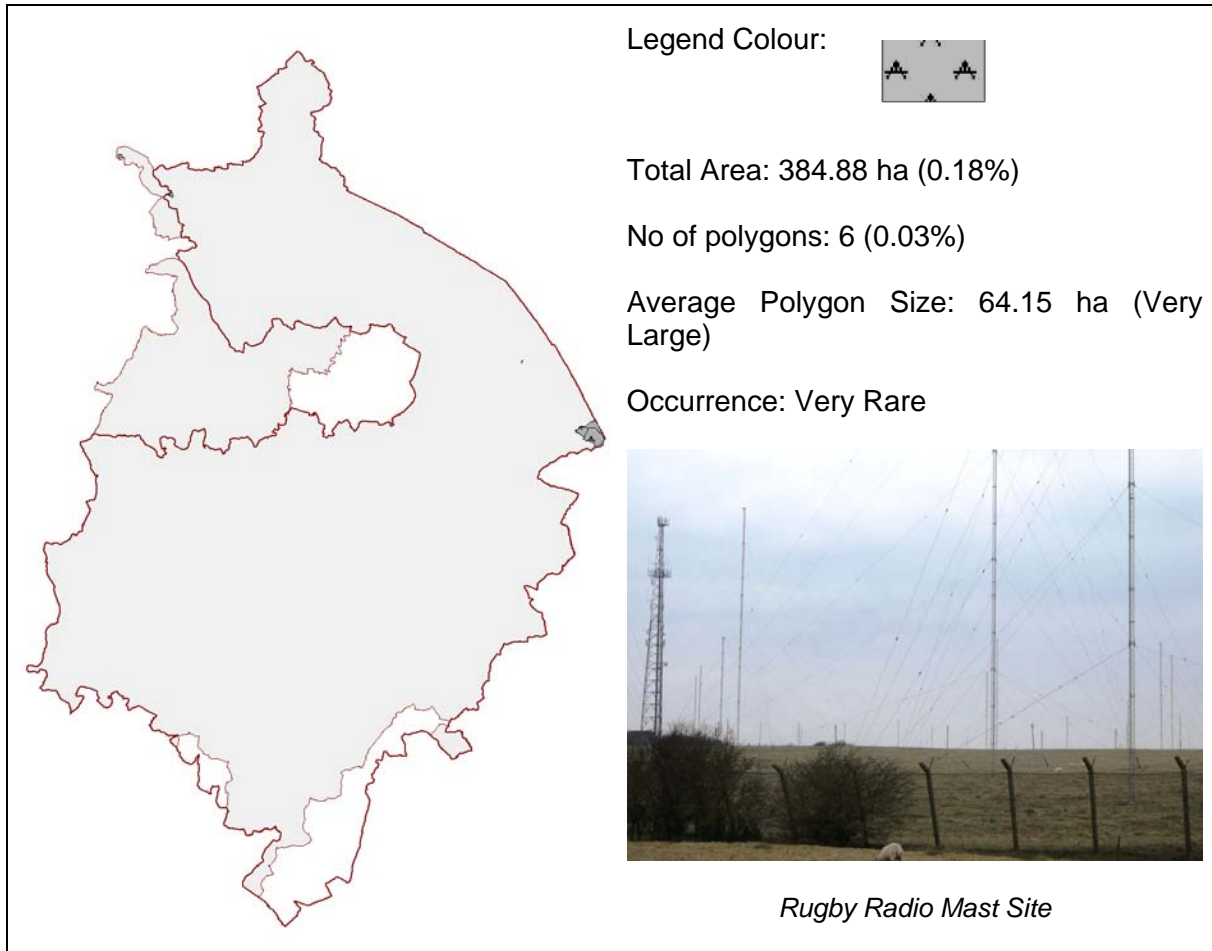 Legend Colour:
Total Area: 384.88 ha (0.18%)
No of polygons: 6 (0.03%)
Average Polygon Size: 64.15 ha (Very
Large)
Occurrence: Very Rare
Rugby Radio Mast Site